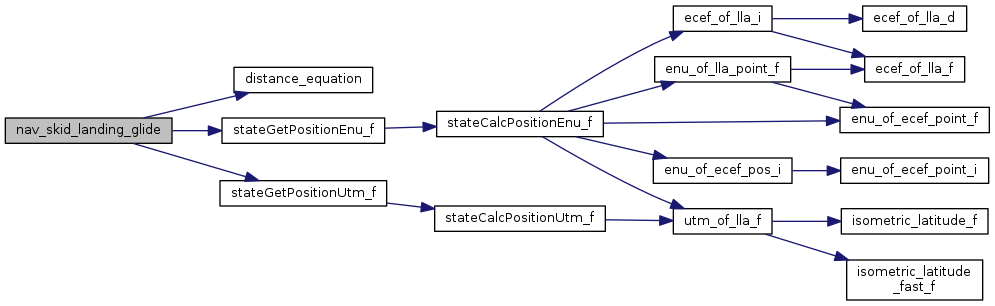 nav_skid_landing_glide
distance_equation
stateGetPositionEnu_f
stateGetPositionUtm_f
stateCalcPositionEnu_f
stateCalcPositionUtm_f
ecef_of_lla_i
enu_of_lla_point_f
enu_of_ecef_pos_i
utm_of_lla_f
ecef_of_lla_d
ecef_of_lla_f
enu_of_ecef_point_f
enu_of_ecef_point_i
isometric_latitude_f
isometric_latitude
_fast_f